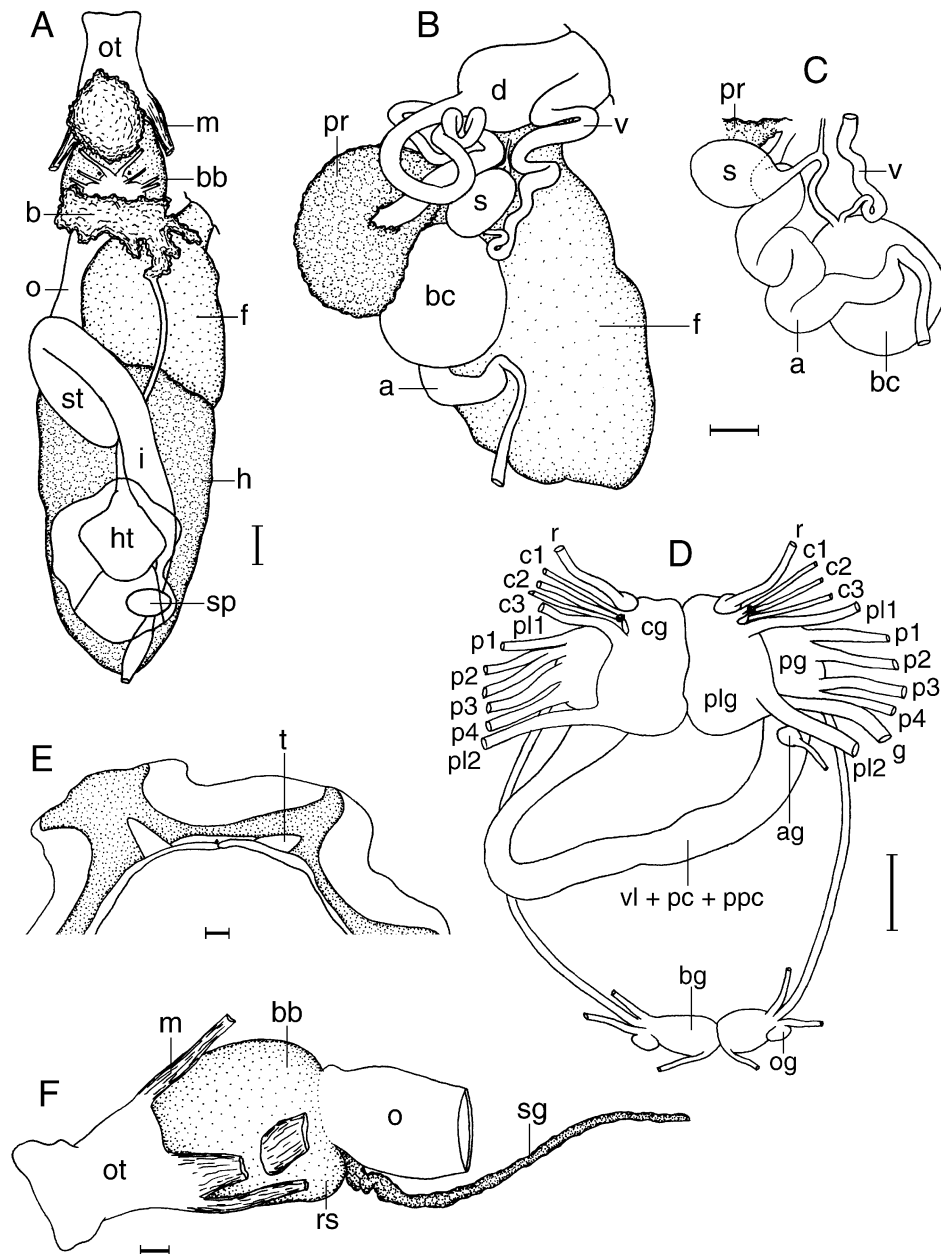 A
ot
m
bb
b
o
f
st
i
h
ht
sp
B
d
pr
v
s
bc
f
a
C
pr
s
v
a
bc
D
r
c1
c2
c3
pl1
p1
p2
p3
p4
pl2
cg
plg
pg
r
c1
c2
c3
pl1
p1
p2
p3
p4
g
pl2
ag
vl + pc + ppc
bg
og
E
t
F
m
bb
ot
o
sg
rs